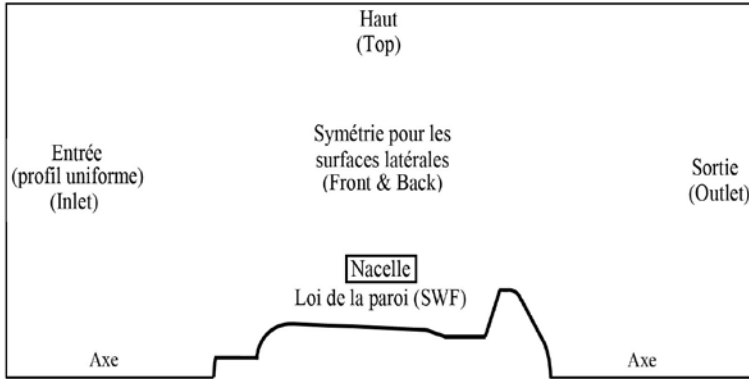 Haut
(Top)
Entrée
(profil uniforme)
(Inlet)
Symétrie pour les
surfaces latérales
(Front & Back)
Sortie
(Outlet)
Nacelle
Loi de la paroi (SWF)
Axe
Axe